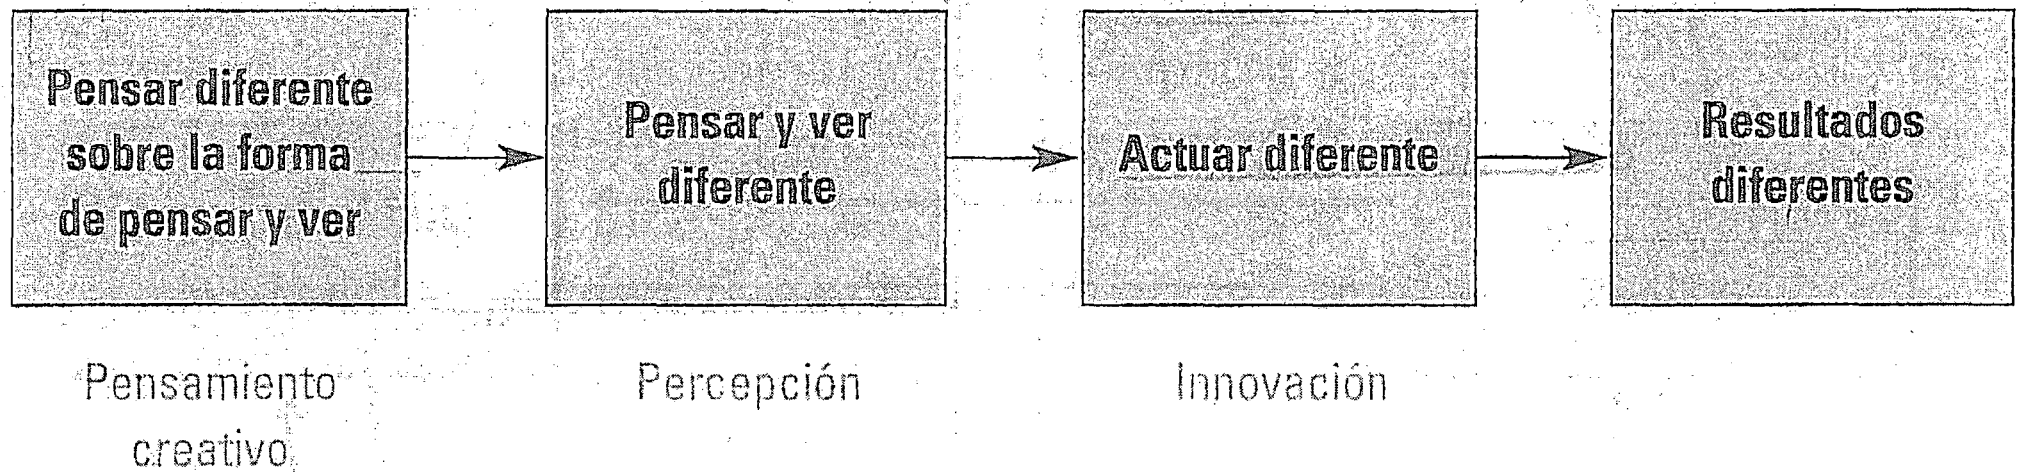 Pensar diferente
sobre la forma
de pensar y ver
Pensar y ver
diferente
Actuar diferente
Resultados
diferentes
Pensamiento
creativo
Percepción
Innovación